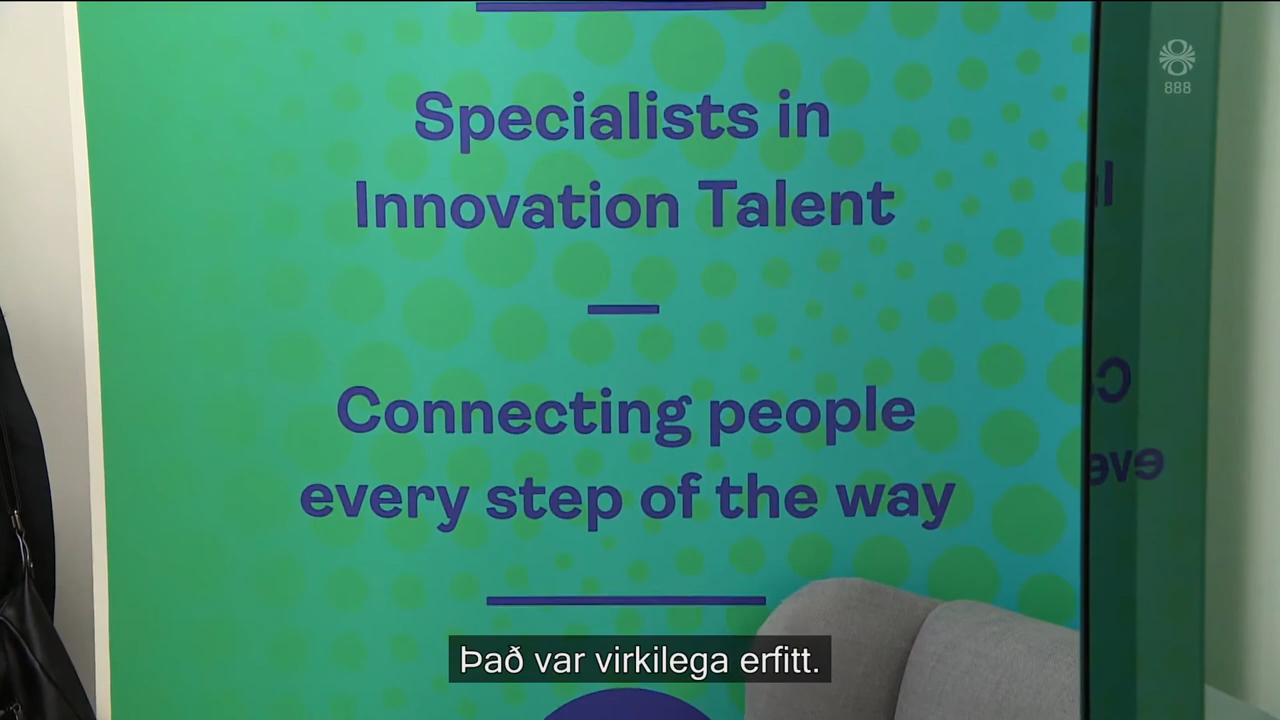 888
Specialists in
Innovation Talent
Connecting people
every step of the way
Það var virkilega erfitt.